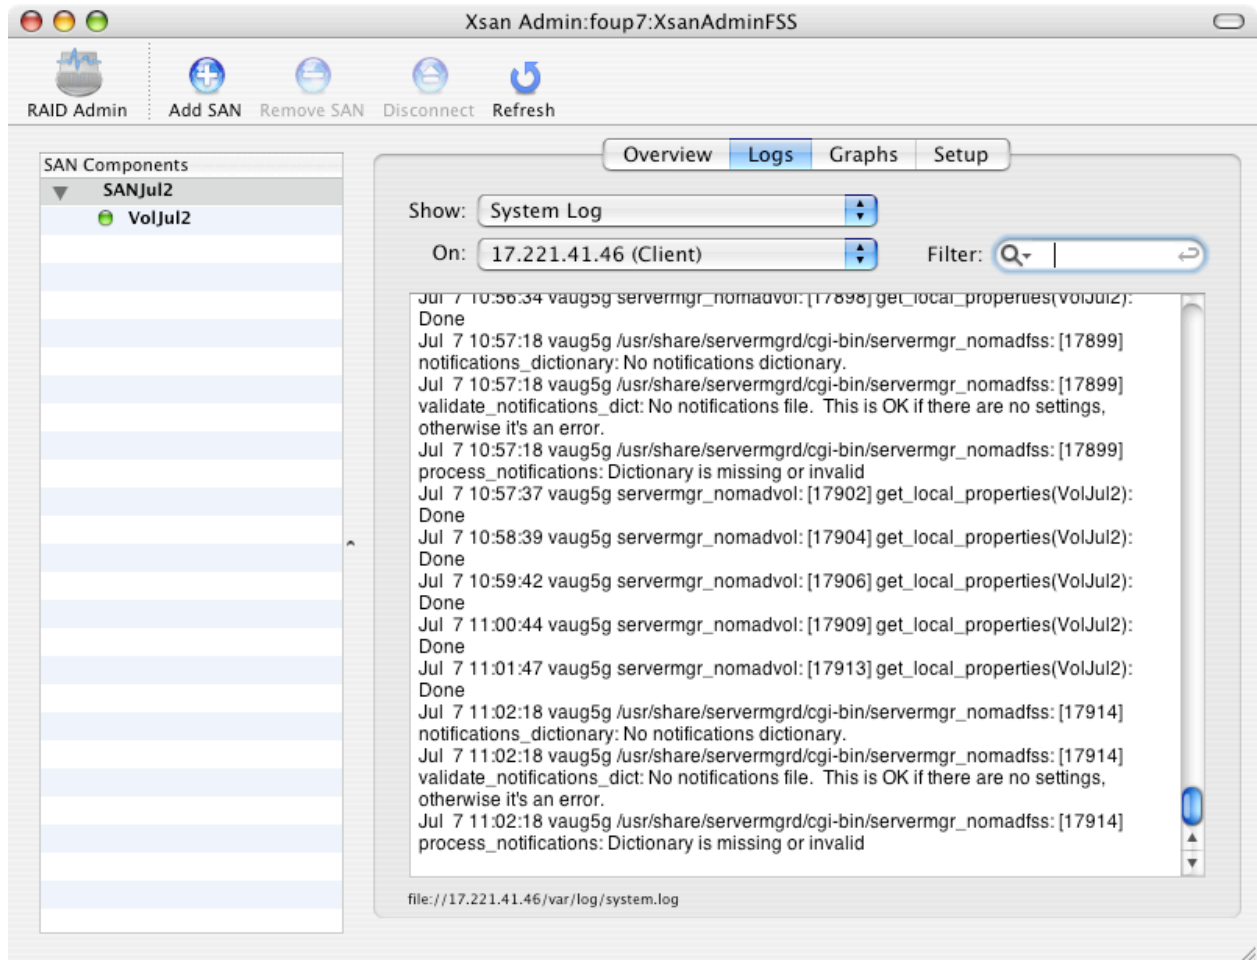 Xsan Admin:foup7:XsanAdminFSS
RAID Admin
Add SAN
Remove SAN
Disconnect
Refresh
SAN Components
SANJul2
VolJul2
Overview
Logs
Graphs
Setup
Show: System Log
On: 17.221.41.46 (Client)
Filter:
Jul  7 10:56:34 vaug5g servermgr_nomadvol: [17898] get_local_properties(VolJul2):
Done
Jul  7 10:57:18 vaug5g /usr/share/servermgrd/cgi-bin/servermgr_nomadfss: [17899]
notifications_dictionary: No notifications dictionary.
Jul  7 10:57:18 vaug5g /usr/share/servermgrd/cgi-bin/servermgr_nomadfss: [17899]
validate_notifications_dict: No notifications file.  This is OK if there are no settings,
otherwise it's an error.
Jul  7 10:57:18 vaug5g /usr/share/servermgrd/cgi-bin/servermgr_nomadfss: [17899]
process_notifications: Dictionary is missing or invalid
Jul  7 10:57:37 vaug5g servermgr_nomadvol: [17902] get_local_properties(VolJul2):
Done
Jul  7 10:58:39 vaug5g servermgr_nomadvol: [17904] get_local_properties(VolJul2):
Done
Jul  7 10:59:42 vaug5g servermgr_nomadvol: [17906] get_local_properties(VolJul2):
Done
Jul  7 11:00:44 vaug5g servermgr_nomadvol: [17909] get_local_properties(VolJul2):
Done
Jul  7 11:01:47 vaug5g servermgr_nomadvol: [17913] get_local_properties(VolJul2):
Done
Jul  7 11:02:18 vaug5g /usr/share/servermgrd/cgi-bin/servermgr_nomadfss: [17914]
notifications_dictionary: No notifications dictionary.
Jul  7 11:02:18 vaug5g /usr/share/servermgrd/cgi-bin/servermgr_nomadfss: [17914]
validate_notifications_dict: No notifications file.  This is OK if there are no settings,
otherwise it's an error.
Jul  7 11:02:18 vaug5g /usr/share/servermgrd/cgi-bin/servermgr_nomadfss: [17914]
process_notifications: Dictionary is missing or invalid
file://17.221.41.46/var/log/system.log